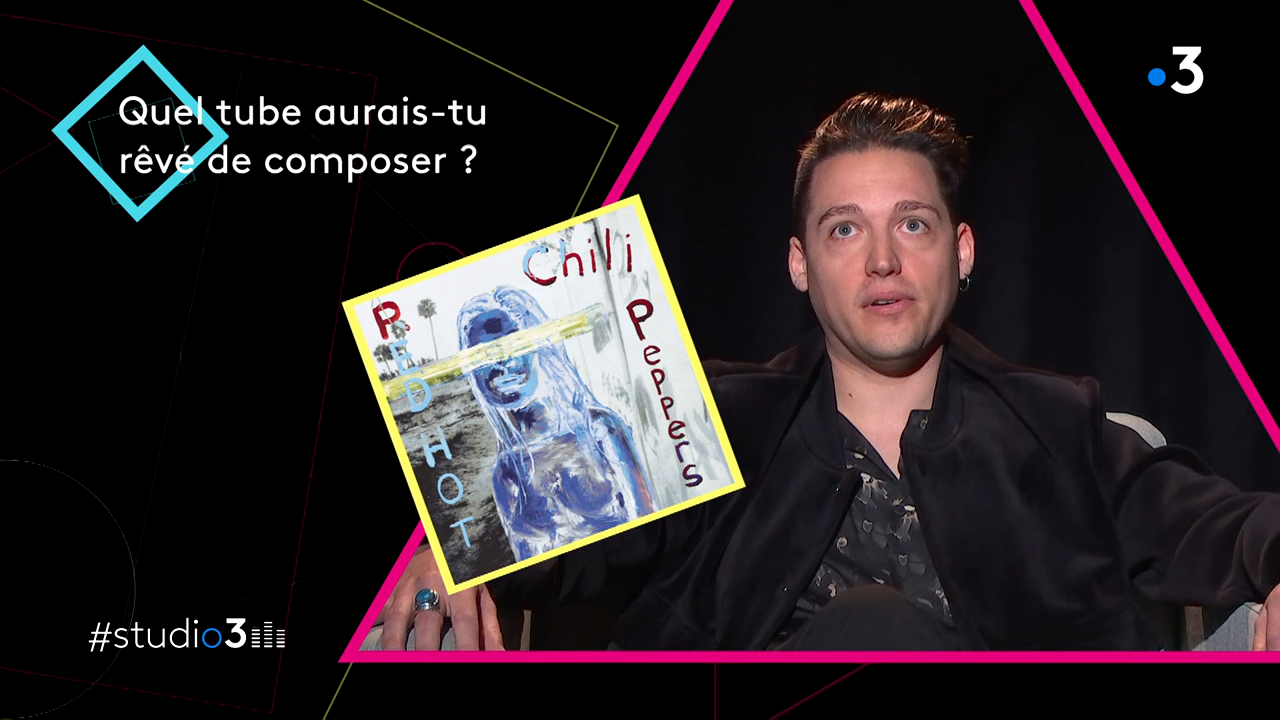 Quel tube aurais-tu
rêvé de composer ?
3
Chili
RED HOT
Peppers
#studio3